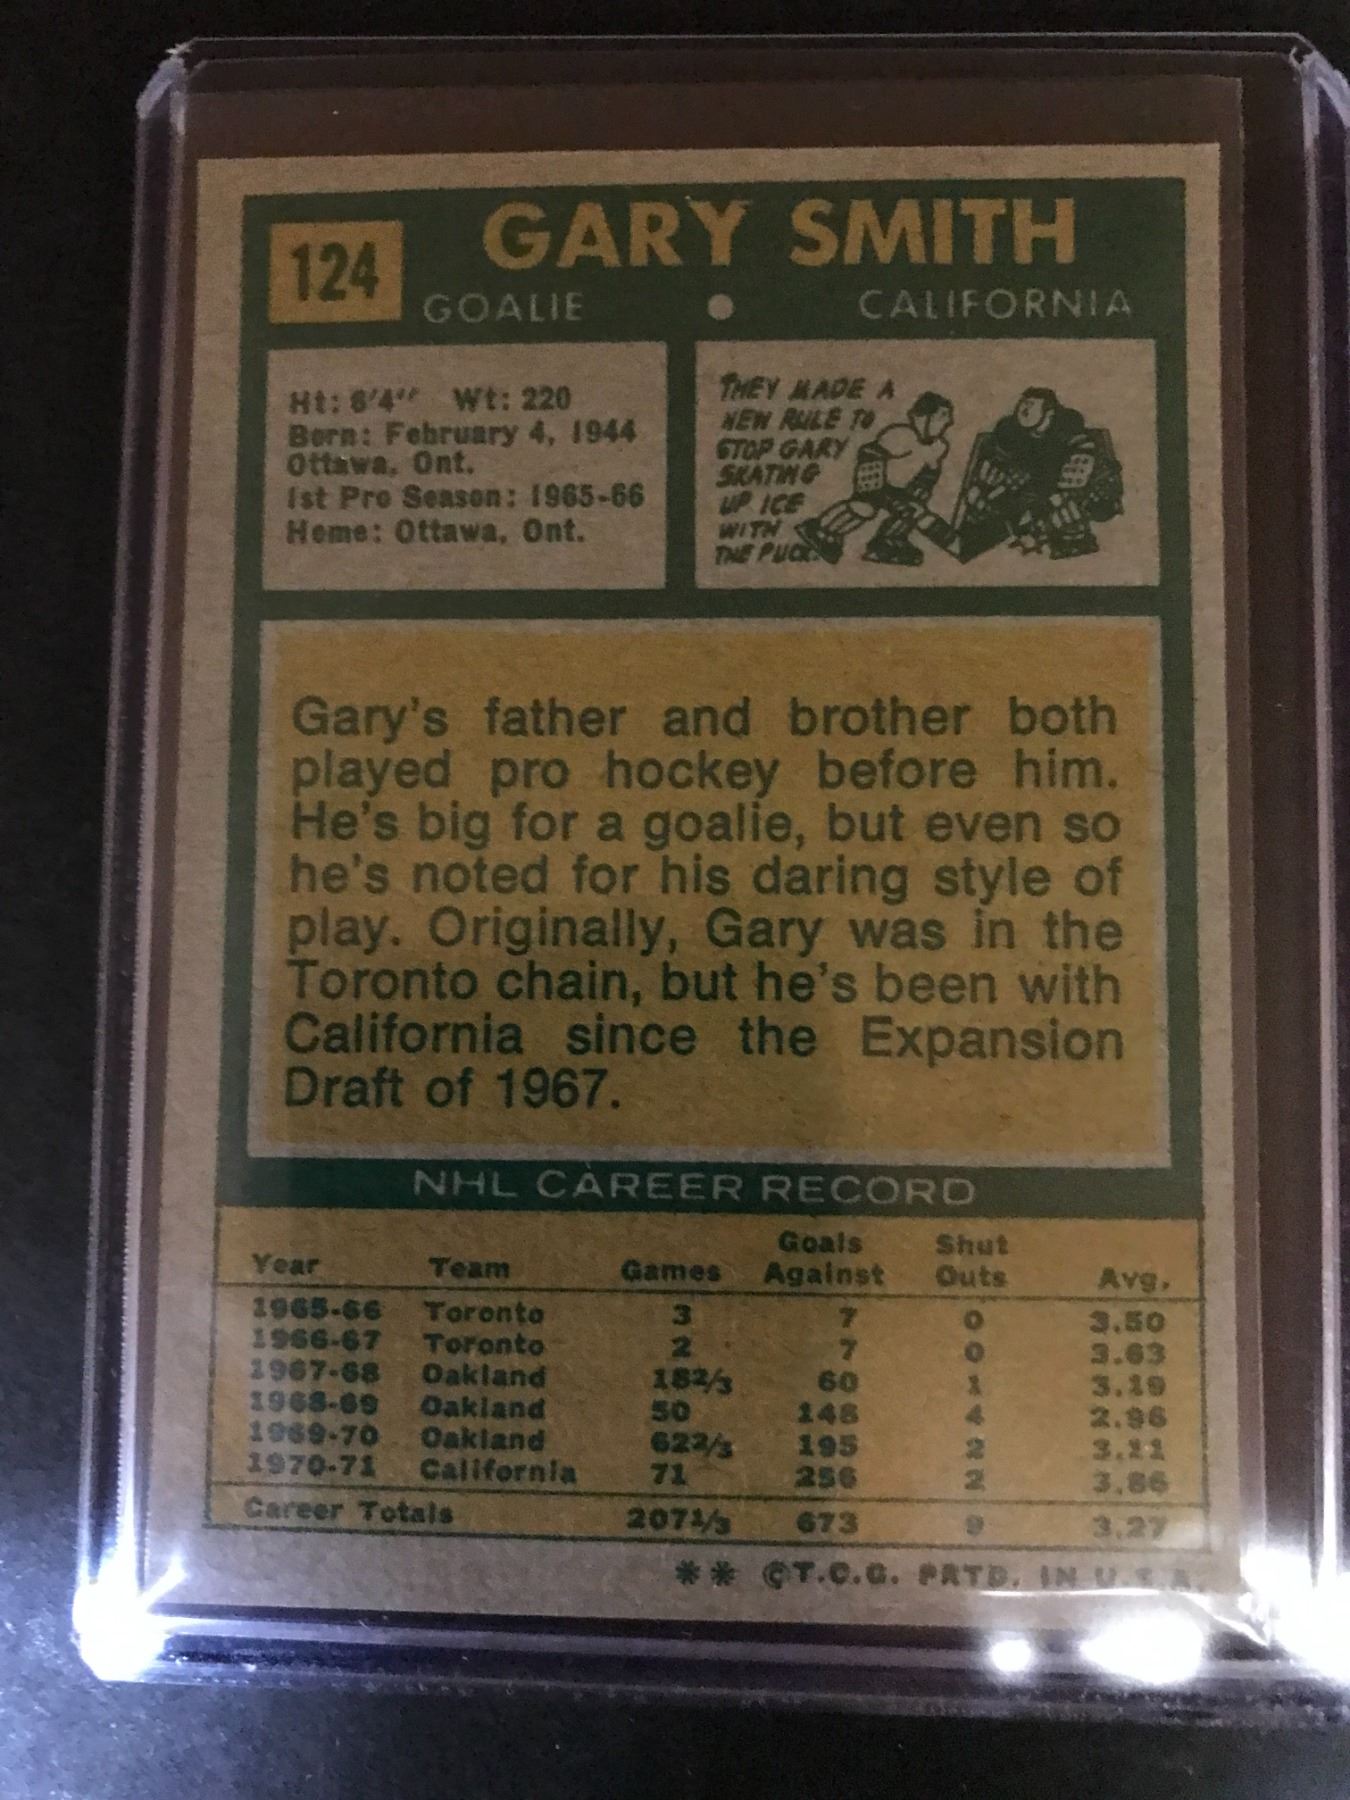 124
GARY SMITH
GOALIE • CALIFORNIA
Ht: 6'4" Wt: 220
Born: February 4, 1944
Ottawa, Ont.
1st Pro Season: 1965-66
Home: Ottawa, Ont.
THEY MADE A
NEW RULE TO
STOP GARY
SKATING
UP ICE
WITH
THE PUCK
Gary's father and brother both
played pro hockey before him.
He's big for a goalie, but even so
he's noted for his daring style of
play. Originally, Gary was in the
Toronto chain, but he's been with
California since the Expansion
Draft of 1967.
NHL CAREER RECORD
Year Team Games Goals Against Shut Outs Avg.
1965-66 Toronto 3 7 0 3.50
1966-67 Toronto 2 7 0 3.63
1967-68 Oakland 182/3 60 1 3.19
1968-69 Oakland 50 148 4 2.96
1969-70 Oakland 622/3 195 2 3.11
1970-71 California 71 256 2 3.86
Career Totals 2071/3 673 9 3.27
** ©T.C.G. PRTD. IN U.S.A.